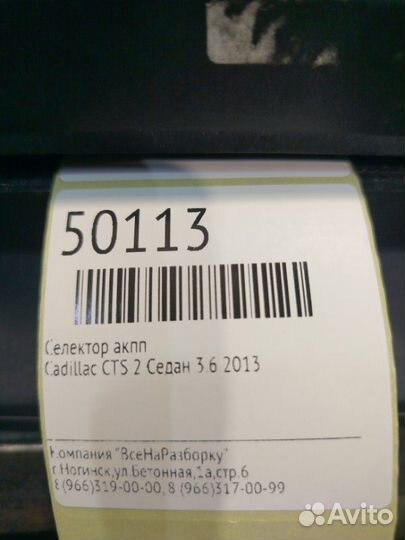 50113
Селектор акпп
Cadillac CTS 2 Седан 3.6 2013
Компания "ВсеНаРазборку"
г.Ногинск,ул.Бетонная,1а,стр.6
8(966)319-00-00, 8 (966)317-00-99
Avito